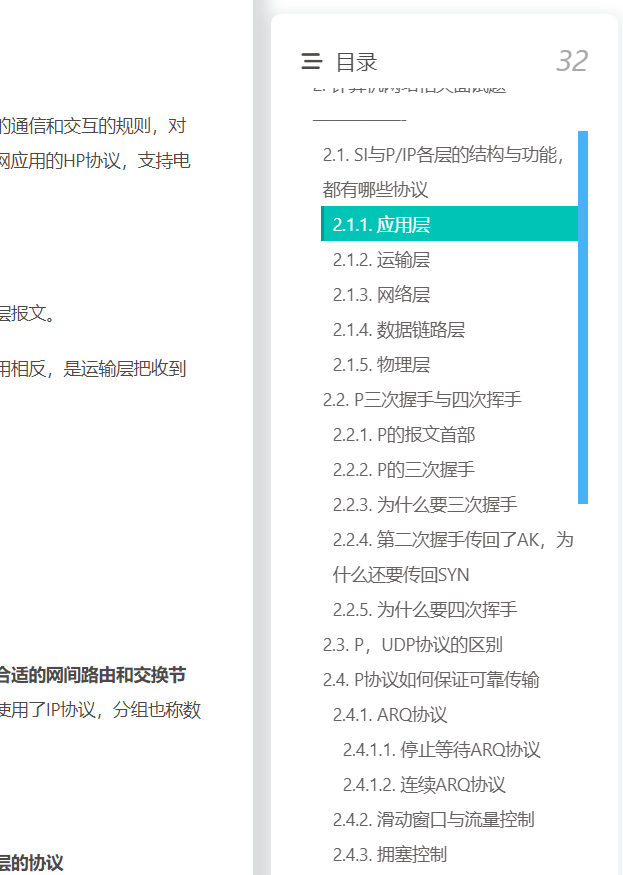 的通信和交互的规则，对
网应用的HP协议，支持电
层报文。
用相反，是运输层把收到
合适的网间路由和交换节
使用了IP协议，分组也称数
层的协议
目录
32
2. 计算机网络相关面试题
——————-
2.1. SI与P/IP各层的结构与功能，
都有哪些协议
2.1.1. 应用层
2.1.2. 运输层
2.1.3. 网络层
2.1.4. 数据链路层
2.1.5. 物理层
2.2. P三次握手与四次挥手
2.2.1. P的报文首部
2.2.2. P的三次握手
2.2.3. 为什么要三次握手
2.2.4. 第二次握手传回了AK，为
什么还要传回SYN
2.2.5. 为什么要四次挥手
2.3. P，UDP协议的区别
2.4. P协议如何保证可靠传输
2.4.1. ARQ协议
2.4.1.1. 停止等待ARQ协议
2.4.1.2. 连续ARQ协议
2.4.2. 滑动窗口与流量控制
2.4.3. 拥塞控制